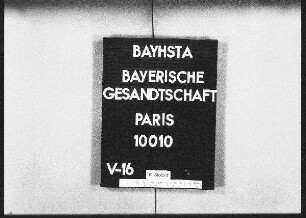 BAYHSTA
BAYERISCHE
GESANDTSCHAFT
PARIS
10010
V-16